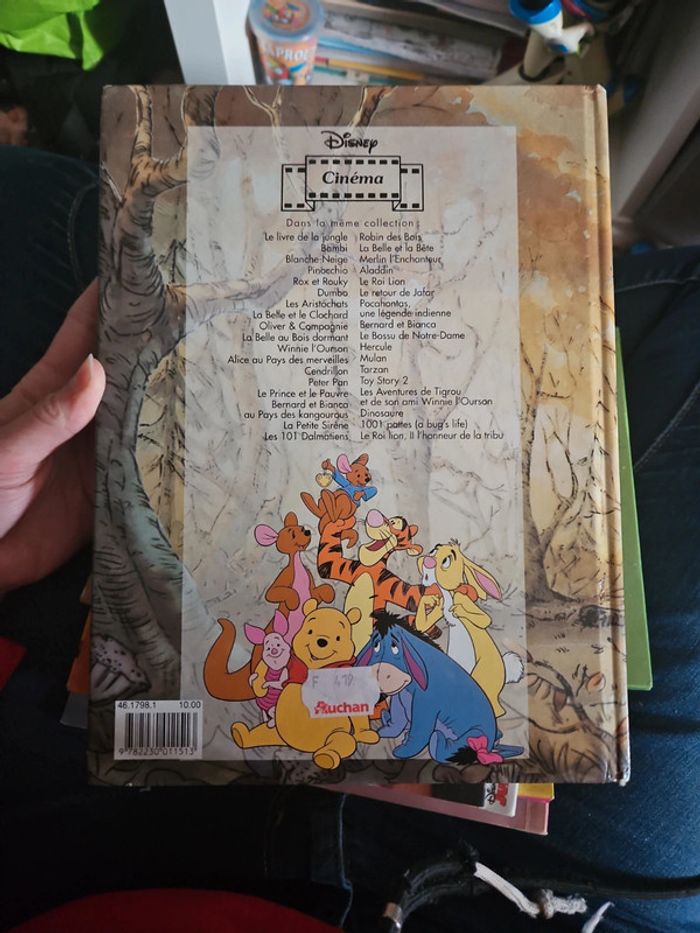 DISNEY
Cinéma
Dans la même collection :
Le livre de la jungle
Bambi
Blanche-Neige
Pinocchio
Rox et Rouky
Dumbo
Les Aristochats
La Belle et le Clochard
Oliver & Compagnie
La Belle au Bois dormant
Winnie l'Ourson
Alice au Pays des merveilles
Cendrillon
Peter Pan
Le Prince et le Pauvre
Bernard et Bianca
au Pays des kangourous
La Petite Sirène
Les 101 Dalmatiens
Robin des Bois
La Belle et la Bête
Merlin l'Enchanteur
Aladdin
Le Roi Lion
Le retour de Jafar
Pocahontas,
une légende indienne
Bernard et Bianca
Le Bossu de Notre-Dame
Hercule
Mulan
Tarzan
Toy Story 2
Les Aventures de Tigrou
et de son ami Winnie l'Ourson
Dinosaure
1001 pattes (a bug's life)
Le Roi lion, II l'honneur de la tribu
46.1798.1 10.00
9 782230 011513
F 419
Auchan